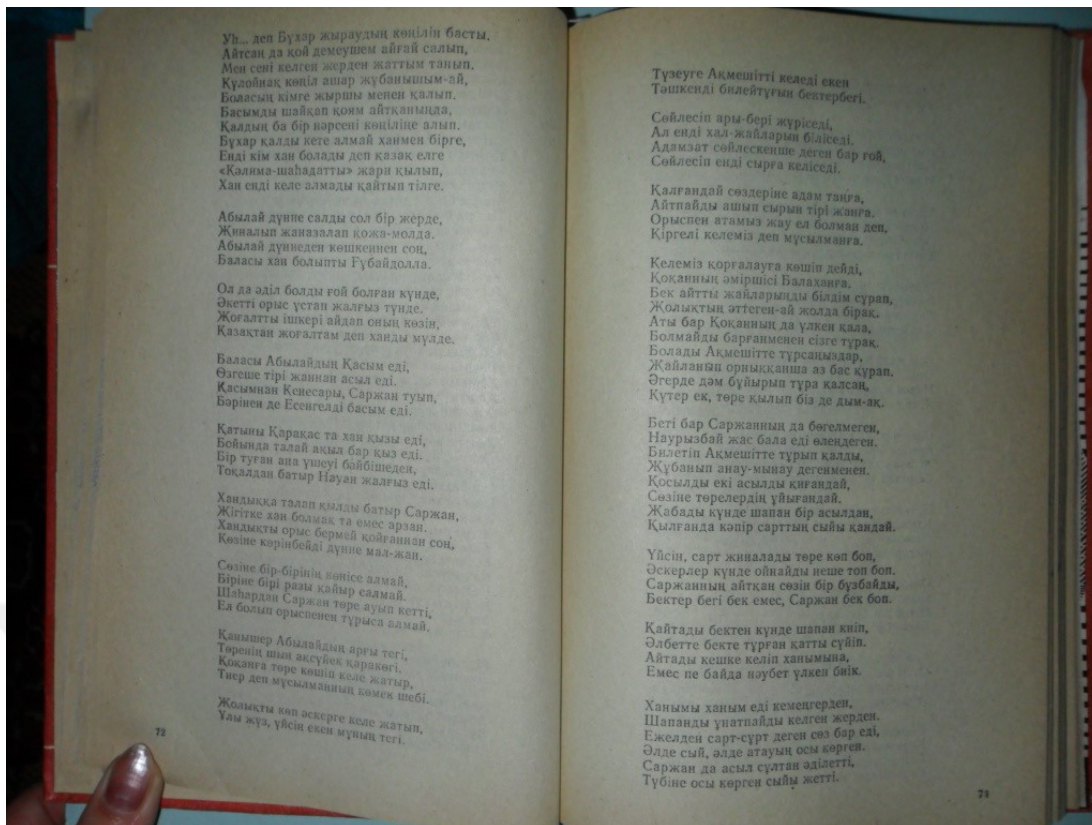 Уһ... деп Бұхар жыраудың көңілін басты.
Айтсаң да қой демеушем айғай салып,
Мен сені келген жерден жаттым танып.
Құлойнақ көңіл ашар жұбанышым-ай,
Боласың кімге жыршы менен қалып.
Басымды шайқап қоям айтқаныңда,
Қалдың ба бір нәрсені көңіліңе алып.
Бұхар қалды кете алмай ханмен бірге,
Енді кім хан болады деп қазақ елге
«Кәлима-шаһадатты» жари қылып,
Хан енді келе алмады қайтып тілге.
Абылай дүние салды сол бір жерде,
Жиналып жаназалап қожа-молда.
Абылай дүниеден көшкеннен соң,
Баласы хан болыпты Ғұбайдолла.
Ол да әділ болды ғой болған күнде,
Әкетті орыс ұстап жалғыз түнде.
Жоғалтты ішкері айдап оның көзін,
Қазақтан жоғалтам деп ханды мүлде.
Баласы Абылайдың Қасым еді,
Өзгеше тірі жаннан асыл еді.
Қасымнан Кенесары, Саржан туып,
Бәрінен де Есенгелді басым еді.
Қатыны Қарақас та хан қызы еді,
Бойында талай ақыл бар қыз еді.
Бір туған ана үшеуі бәйбішеден,
Тоқалдан батыр Науан жалғыз еді.
Хандыққа талап қылды батыр Саржан,
Жігітке хан болмақ та емес арзан.
Хандықты орыс бермей қойғаннан соң,
Көзіне көрінбейді дүние мал-жан.
Сөзіне бір-бірінің көнісе алмай,
Біріне бірі разы қайыр салмай.
Шаһардан Саржан төре ауып кетті,
Ел болып орыспенен тұрыса алмай.
Қанышер Абылайдың арғы тегі,
Төренің шын ақсүйек қаракөгі.
Қоқанға төре көшіп келе жатыр,
Тиер деп мұсылманның көмек шебі.
Жолықты көп әскерге келе жатып,
Ұлы жүз, үйсін екен мұның тегі.
72
Түзеуге Ақмешітті келеді екен
Тәшкенді билейтұғын бектербегі.
Сөйлесіп ары-бері жүріседі,
Ал енді хал-жайларын біліседі.
Адамзат сөйлескенше деген бар ғой,
Сөйлесіп енді сырға келіседі.
Қалғандай сөздеріне адам таңға,
Айтпайды ашып сырын тірі жанға.
Орыспен атамыз жау ел болман деп,
Кіргелі келеміз деп мұсылманға.
Келеміз қорғалауға көшіп дейді,
Қоқанның әміршісі Балаханға,
Бек айтты жайларыңды білдім сұрап,
Жолықтың әттеген-ай жолда бірақ.
Аты бар Қоқанның да үлкен қала,
Болмайды барғанменен сізге тұрақ.
Болады Ақмешітте тұрсаңыздар,
Жайланып орныққанша аз бас құрап.
Әгерде дәм бұйырып тұра қалсаң,
Күтер ек, төре қылып біз де дым-ақ.
Беті бар Саржанның да бөгелмеген,
Наурызбай жас бала еді өлеңдеген.
Билетіп Ақмешітте тұрып қалды,
Жұбанып анау-мынау дегенменен.
Қосылды екі асылды қиғандай,
Сөзіне төрелердің ұйығандай.
Жабады күнде шапан бір асылдан,
Қылғанда кәпір сарттың сыйы қандай.
Үйсін, сарт жиналады төре көп боп,
Әскерлер күнде ойнайды неше топ боп.
Саржанның айтқан сөзін бір бұзбайды,
Бектер бегі бек емес, Саржан бек боп.
Қайтады бектен күнде шапан киіп,
Әлбетте бекте тұрған қатты сүйіп.
Айтады кешке келіп ханымына,
Емес пе байда нәубет үлкен биік.
Ханымы ханым еді кемеңгерден,
Шапанды ұнатпайды келген жерден.
Ежелден сарт-сұрт деген сөз бар еді,
Әлде сый, әлде атауың осы көрген.
Саржан да асыл сұлтан әділетті,
Түбіне осы көрген сыйы жетті.
73